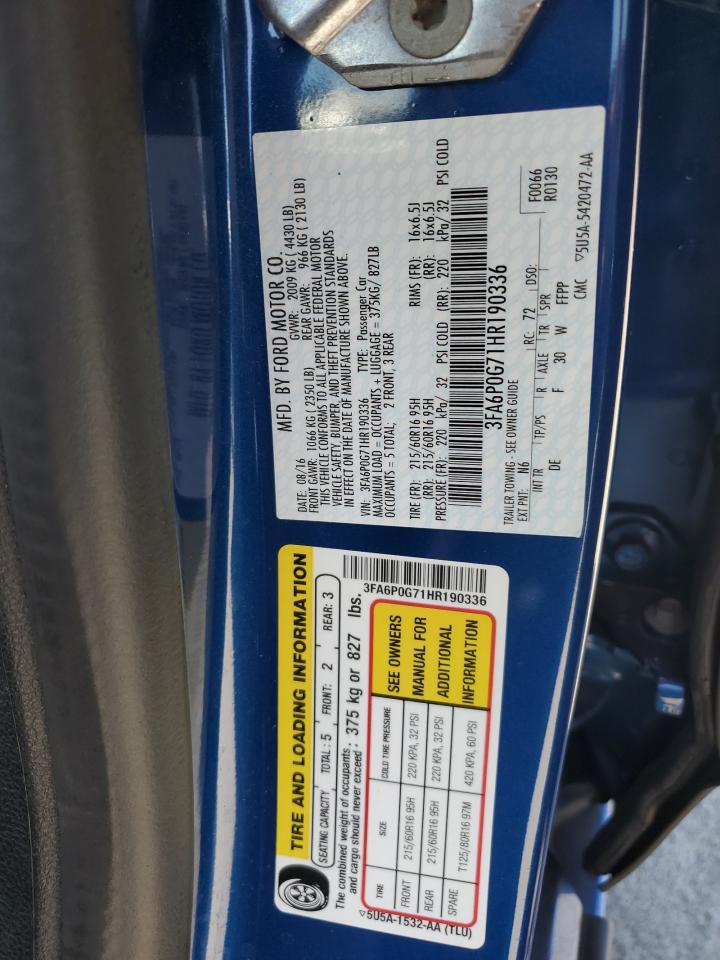 MFD. BY FORD MOTOR CO.
DATE: 08/16 GVWR: 2009 KG ( 4430 LB)
FRONT GAWR: 1066 KG ( 2350 LB) REAR GAWR: 966 KG ( 2130 LB)
THIS VEHICLE CONFORMS TO ALL APPLICABLE FEDERAL MOTOR
VEHICLE SAFETY, BUMPER, AND THEFT PREVENTION STANDARDS
IN EFFECT ON THE DATE OF MANUFACTURE SHOWN ABOVE.
VIN: 3FA6P0G71HR190336 TYPE: Passenger Car
MAXIMUM LOAD = OCCUPANTS + LUGGAGE = 375KG/ 827LB
OCCUPANTS = 5 TOTAL; 2 FRONT, 3 REAR
TIRE (FR): 215/60R16 95H RIMS (FR): 16x6.5J
(RR): 215/60R16 95H (RR): 16x6.5J
PRESSURE (FR): 220 kPa/ 32 PSI COLD (RR): 220 kPa/ 32 PSI COLD
3FA6P0G71HR190336
TRAILER TOWING - SEE OWNER GUIDE
EXT PNT: N6 RC: 72 DSO: F0066
R0130
INT TR TP/PS R AXLE TR SPR
DE F 30 W FFPP
CMC ▽5U5A-5420472-AA
TIRE AND LOADING INFORMATION
SEATING CAPACITY TOTAL : 5 FRONT: 2 REAR: 3
The combined weight of occupants
and cargo should never exceed : 375 kg or 827 lbs.
3FA6P0G71HR190336
TIRE SIZE COLD TIRE PRESSURE
FRONT 215/60R16 95H 220 KPA, 32 PSI
REAR 215/60R16 95H 220 KPA, 32 PSI
SPARE T125/80R16 97M 420 KPA, 60 PSI
SEE OWNERS
MANUAL FOR
ADDITIONAL
INFORMATION
▽5U5A-1532-AA (TLU)